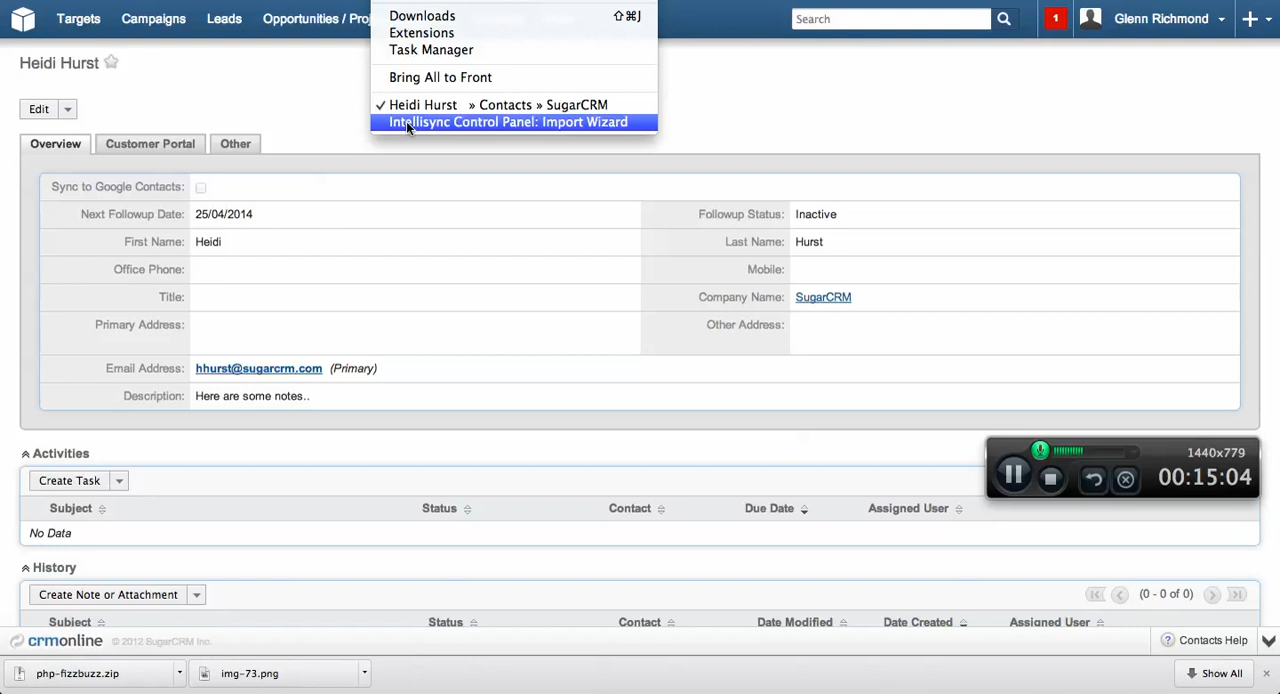 Targets Campaigns Leads Opportunities / Proj
Search
1
Glenn Richmond
Downloads ⇧⌘J
Extensions
Task Manager
Bring All to Front
✓ Heidi Hurst » Contacts » SugarCRM
Intellisync Control Panel: Import Wizard
Heidi Hurst
Edit
Overview Customer Portal Other
Sync to Google Contacts:
Next Followup Date: 25/04/2014 Followup Status: Inactive
First Name: Heidi Last Name: Hurst
Office Phone: Mobile:
Title: Company Name: SugarCRM
Primary Address: Other Address:
Email Address: hhurst@sugarcrm.com (Primary)
Description: Here are some notes..
1440x779
00:15:04
Activities
Create Task
Subject Status Contact Due Date Assigned User
No Data
History
Create Note or Attachment (0 - 0 of 0)
Subject Status Contact Date Modified Date Created Assigned User
crmonline © 2012 SugarCRM Inc. Contacts Help
php-fizzbuzz.zip img-73.png Show All